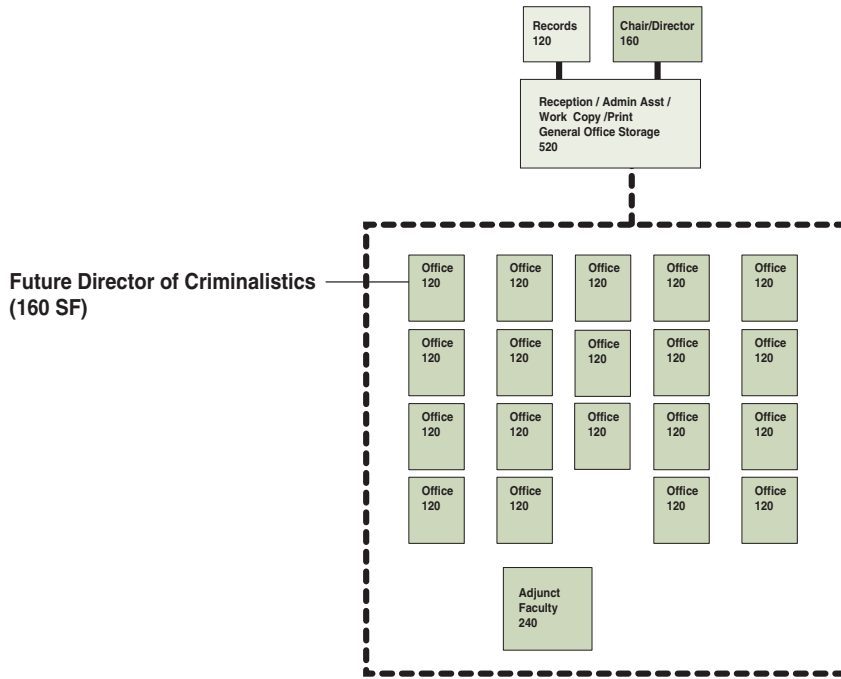 Records
120
Chair/Director
160
Reception / Admin Asst /
Work Copy /Print
General Office Storage
520
Future Director of Criminalistics
(160 SF)
Office
120
Office
120
Office
120
Office
120
Office
120
Office
120
Office
120
Office
120
Office
120
Office
120
Office
120
Office
120
Office
120
Office
120
Office
120
Office
120
Office
120
Office
120
Office
120
Adjunct
Faculty
240